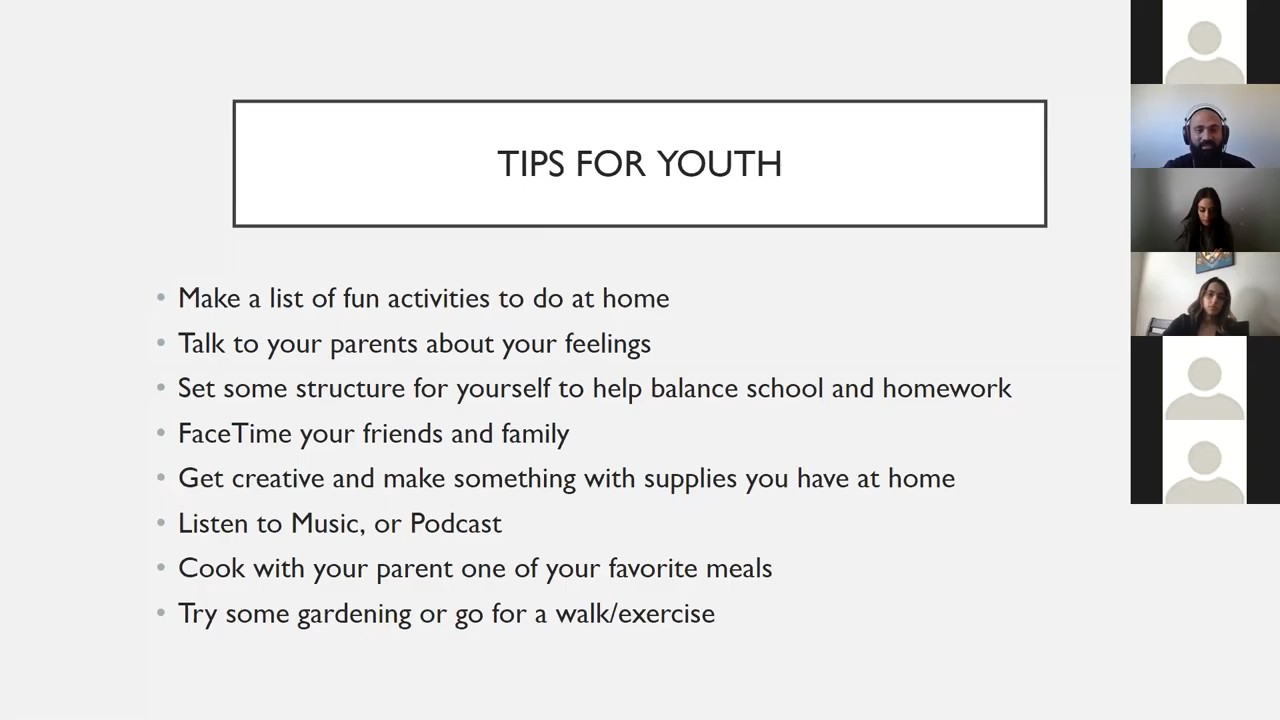 TIPS FOR YOUTH
Make a list of fun activities to do at home
Talk to your parents about your feelings
Set some structure for yourself to help balance school and homework
FaceTime your friends and family
Get creative and make something with supplies you have at home
Listen to Music, or Podcast
Cook with your parent one of your favorite meals
Try some gardening or go for a walk/exercise